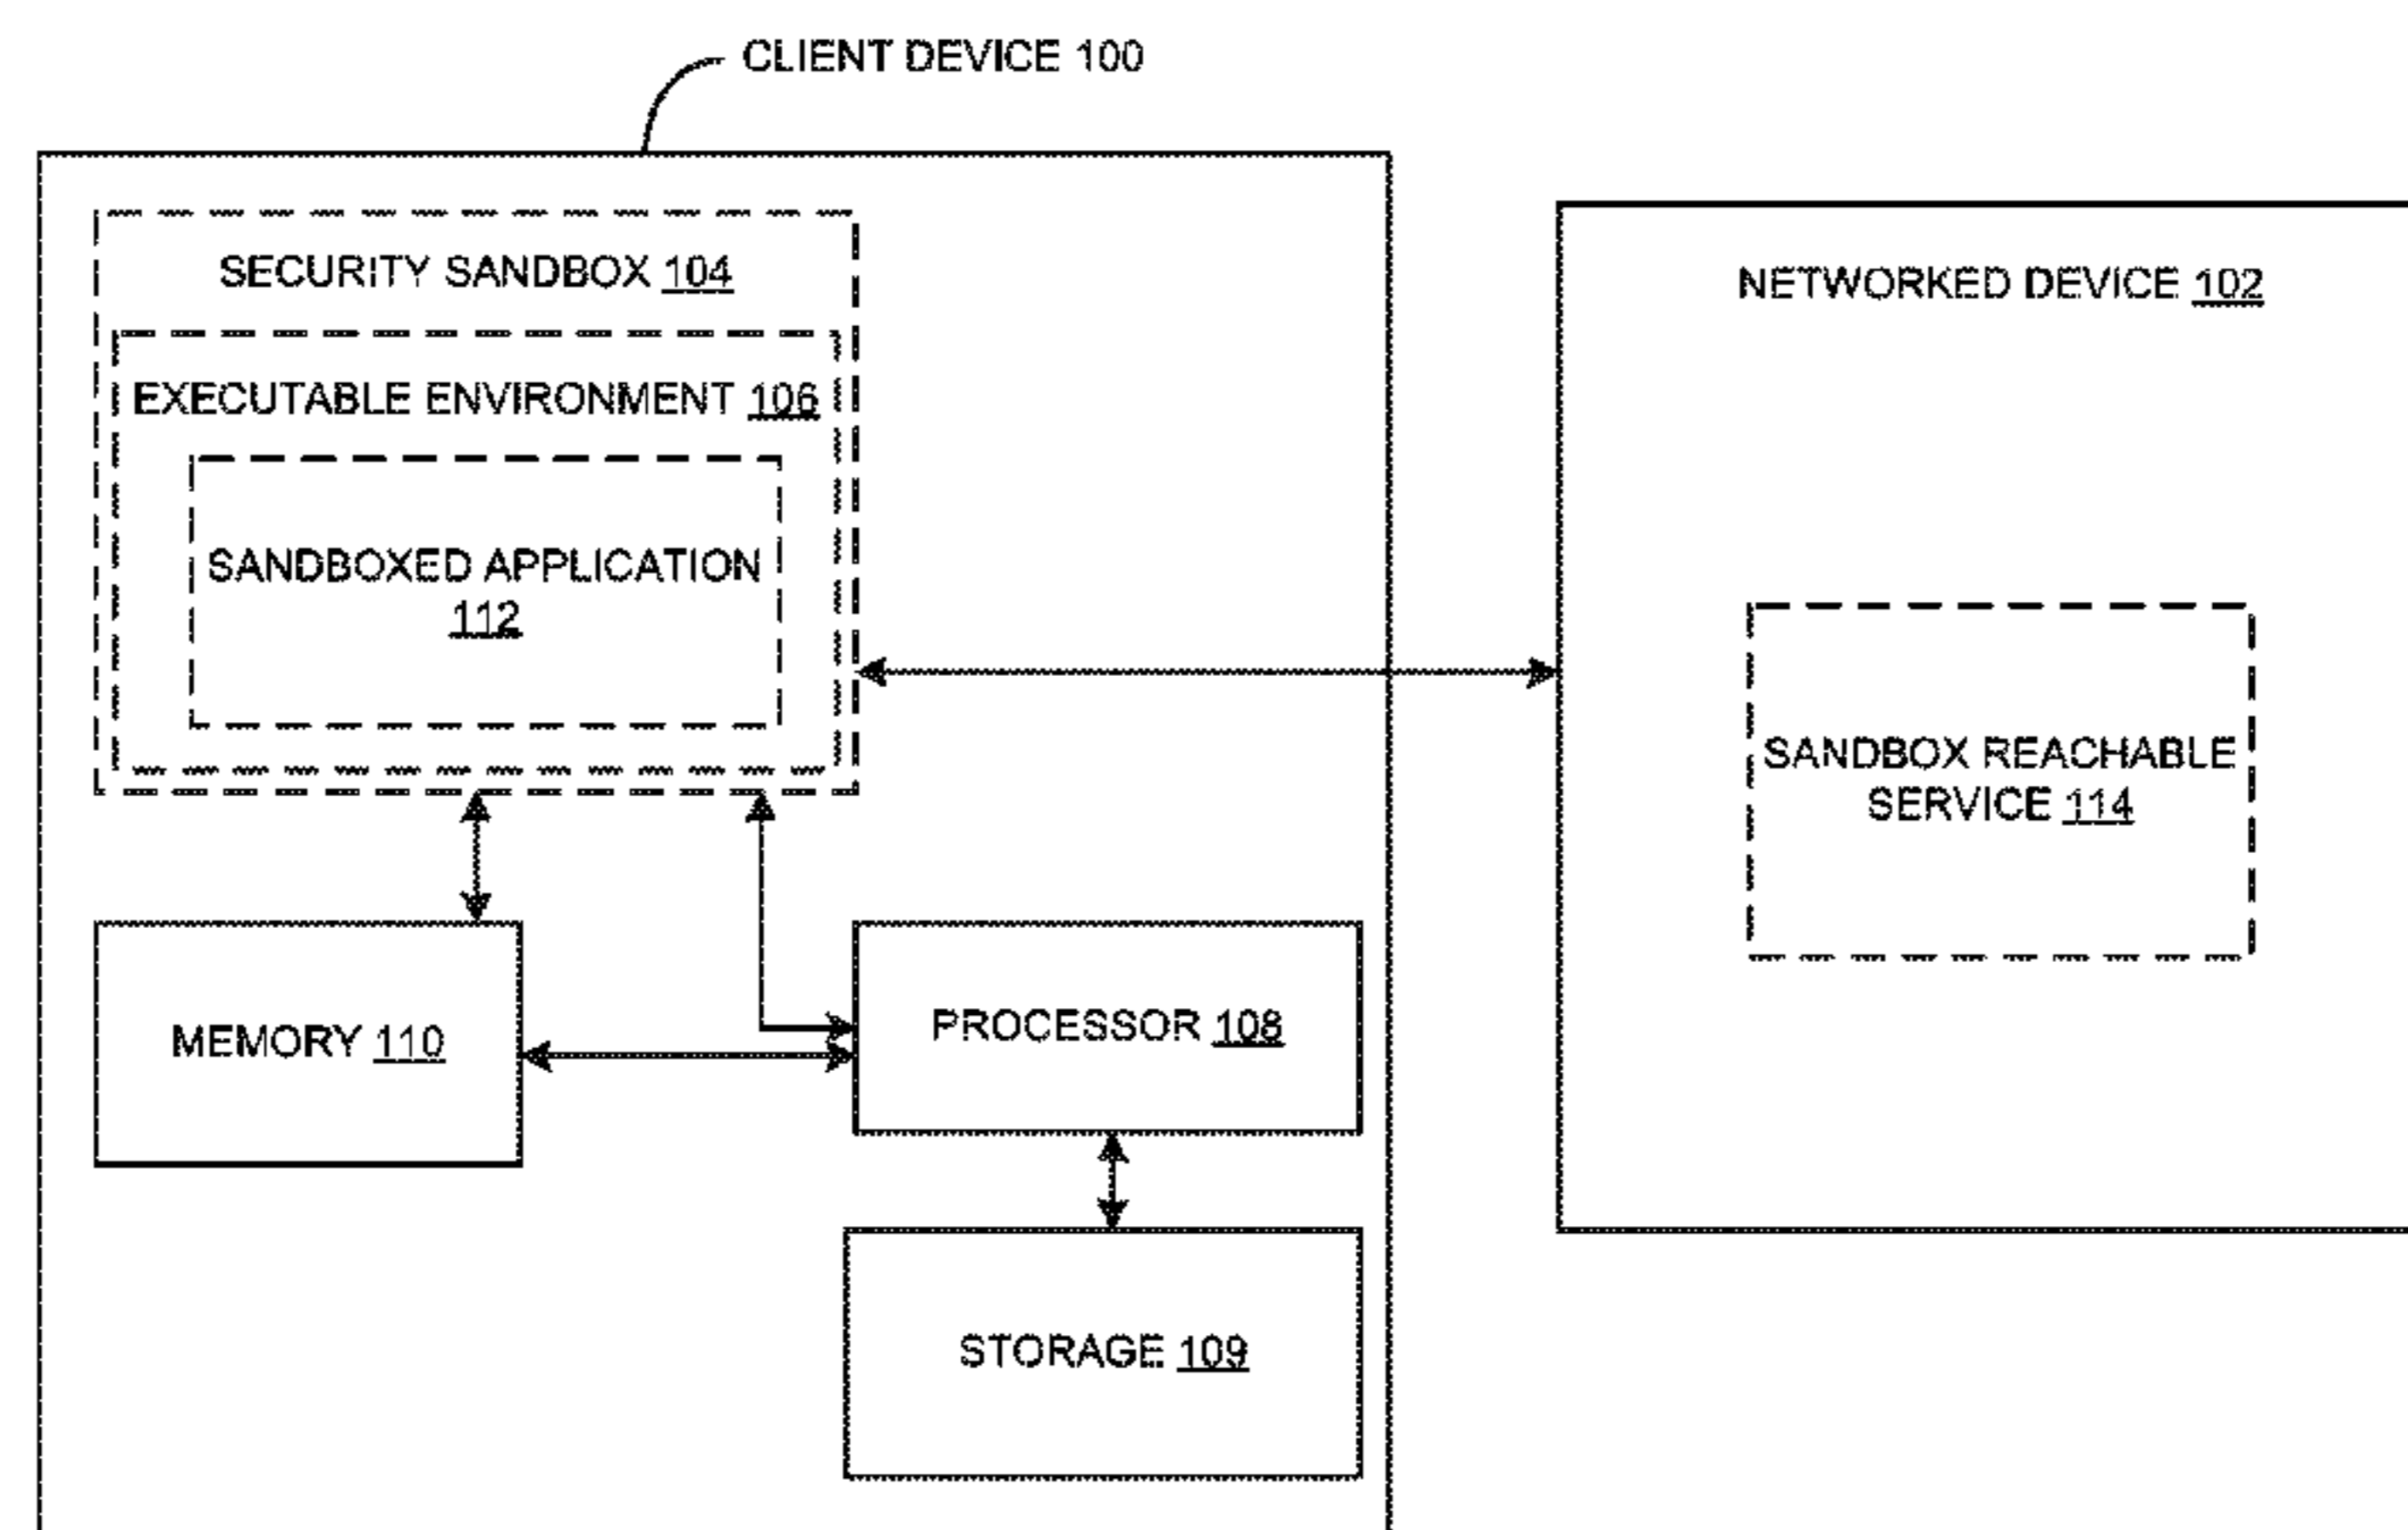 CLIENT DEVICE 100
SECURITY SANDBOX 104
NETWORKED DEVICE 102
EXECUTABLE ENVIRONMENT 106
SANDBOXED APPLICATION
112
SANDBOX REACHABLE
SERVICE 114
MEMORY 110
PROCESSOR 108
STORAGE 109